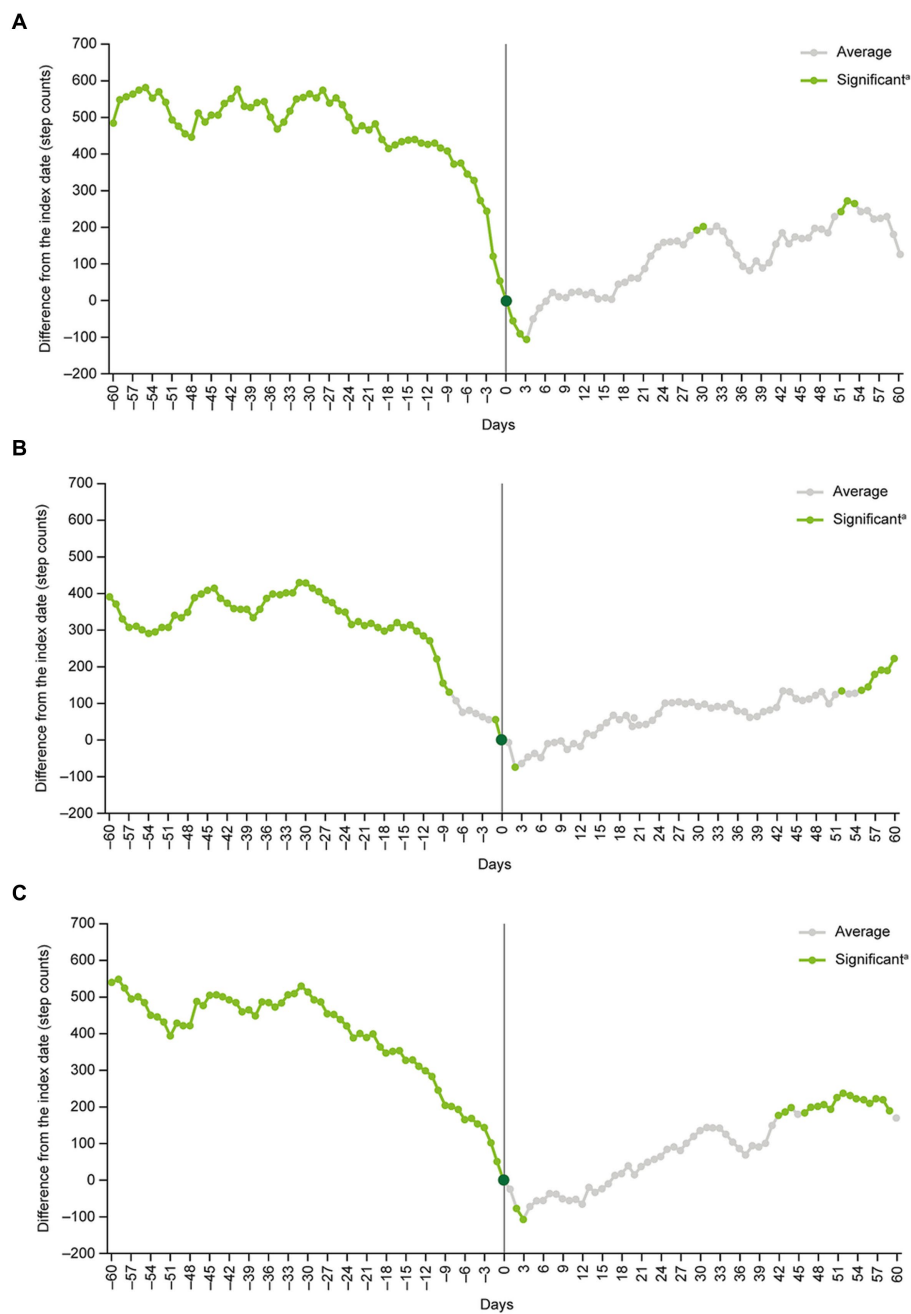 A
700
600
500
400
300
200
100
0
–100
–200
Difference from the index date (step counts)
Average
Significantᵃ
–60 –57 –54 –51 –48 –45 –42 –39 –36 –33 –30 –27 –24 –21 –18 –15 –12 –9 –6 –3 0 3 6 9 12 15 18 21 24 27 30 33 36 39 42 45 48 51 54 57 60
Days
B
700
600
500
400
300
200
100
0
–100
–200
Difference from the index date (step counts)
Average
Significantᵃ
–60 –57 –54 –51 –48 –45 –42 –39 –36 –33 –30 –27 –24 –21 –18 –15 –12 –9 –6 –3 0 3 6 9 12 15 18 21 24 27 30 33 36 39 42 45 48 51 54 57 60
Days
C
700
600
500
400
300
200
100
0
–100
–200
Difference from the index date (step counts)
Average
Significantᵃ
–60 –57 –54 –51 –48 –45 –42 –39 –36 –33 –30 –27 –24 –21 –18 –15 –12 –9 –6 –3 0 3 6 9 12 15 18 21 24 27 30 33 36 39 42 45 48 51 54 57 60
Days